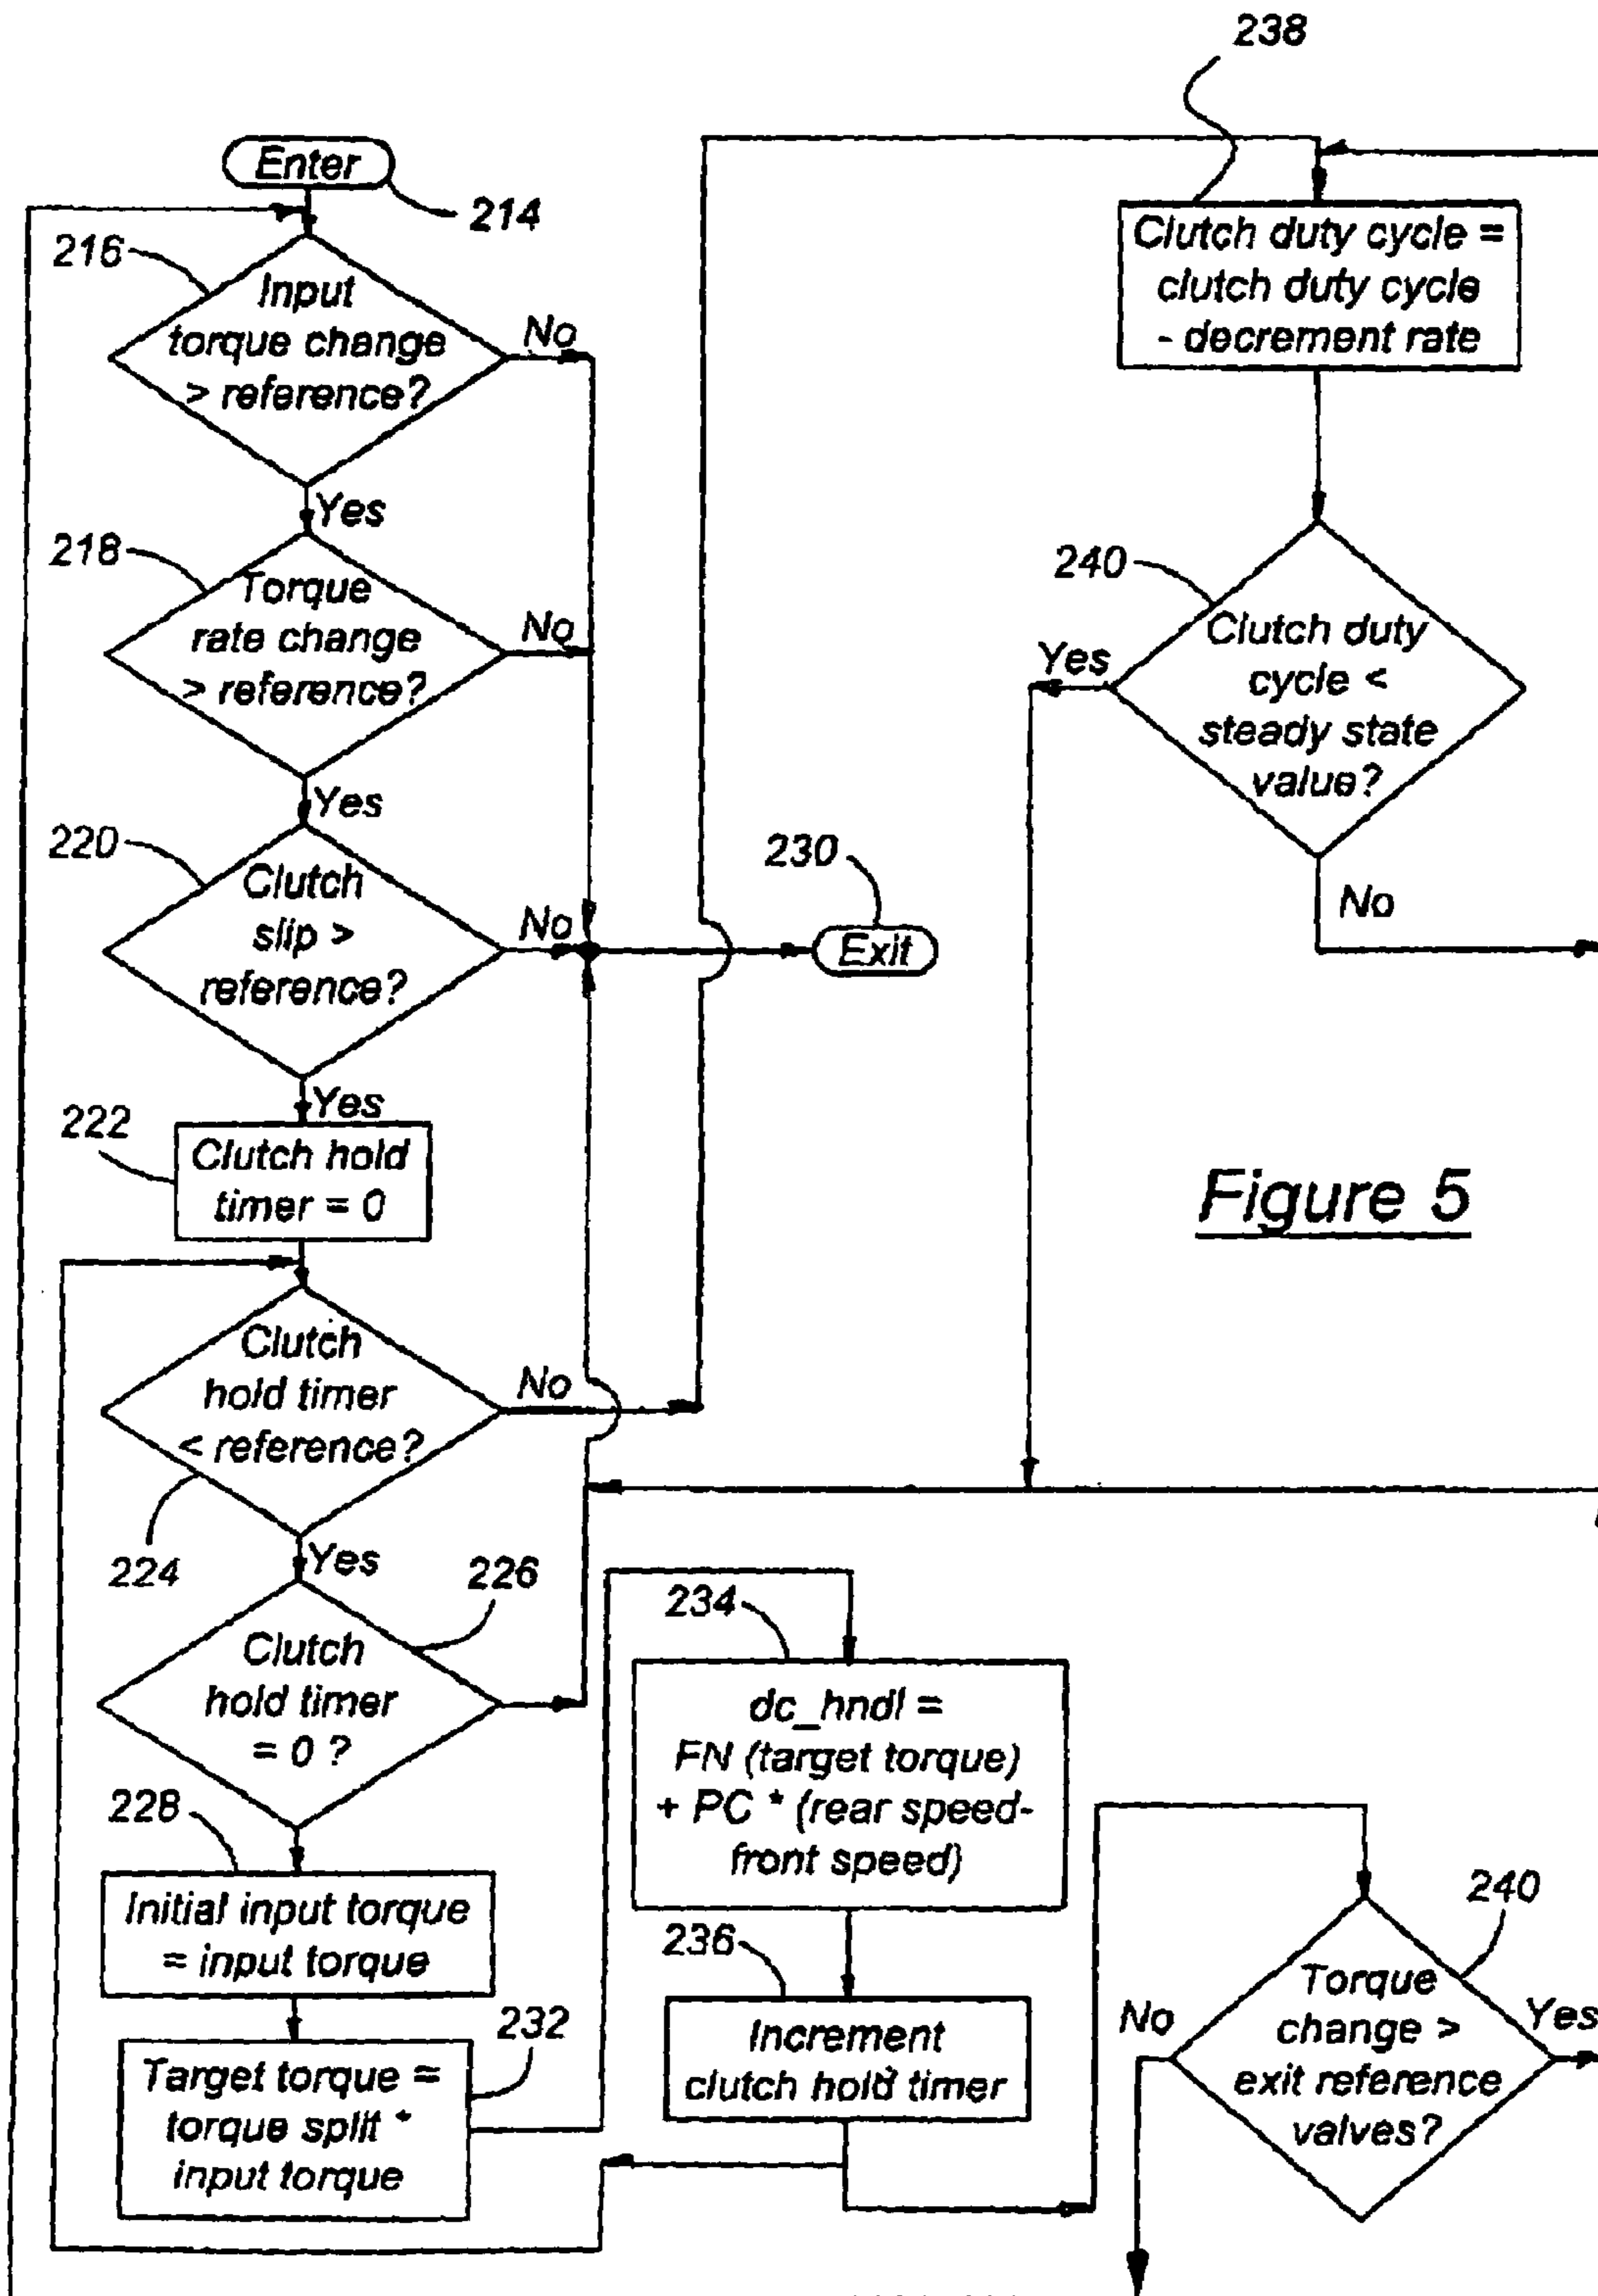 238
Enter
214
216
Input
torque change
> reference?
No
Yes
218
Torque
rate change
> reference?
No
Yes
220
Clutch
slip >
reference?
No
230
Exit
Yes
222
Clutch hold
timer = 0
Clutch
hold timer
< reference?
No
224
Yes
226
Clutch
hold timer
= 0 ?
228
Initial input torque
= input torque
232
Target torque =
torque split *
input torque
234
dc_hndl =
FN (target torque)
+ PC * (rear speed-
front speed)
236
Increment
clutch hold timer
Clutch duty cycle =
clutch duty cycle
- decrement rate
240
Clutch duty
cycle <
steady state
value?
Yes
No
Figure 5
240
Torque
change >
exit reference
valves?
No
Yes